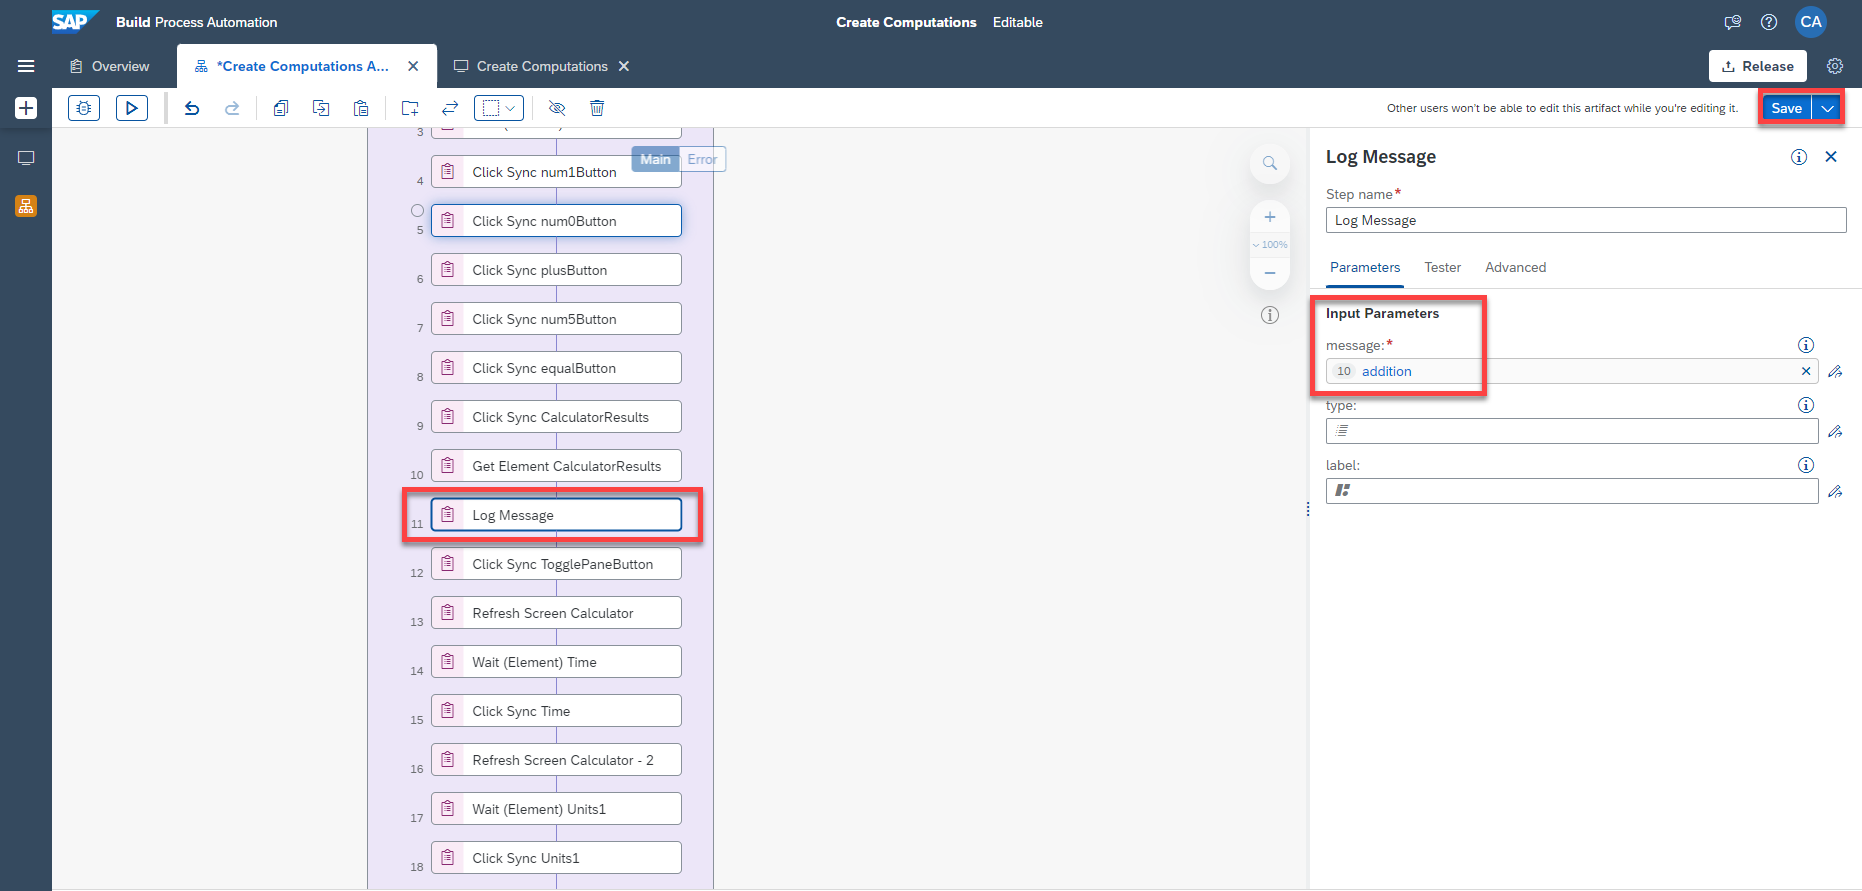 SAP Build Process Automation
Create Computations Editable
CA
Overview
*Create Computations A...
Create Computations
Release
Other users won't be able to edit this artifact while you're editing it.
Save
3
Main Error
4 Click Sync num1Button
5 Click Sync num0Button
6 Click Sync plusButton
7 Click Sync num5Button
8 Click Sync equalButton
9 Click Sync CalculatorResults
10 Get Element CalculatorResults
11 Log Message
12 Click Sync TogglePaneButton
13 Refresh Screen Calculator
14 Wait (Element) Time
15 Click Sync Time
16 Refresh Screen Calculator - 2
17 Wait (Element) Units1
18 Click Sync Units1
100%
Log Message
Step name*
Log Message
Parameters Tester Advanced
Input Parameters
message:*
10 addition
type:
label: